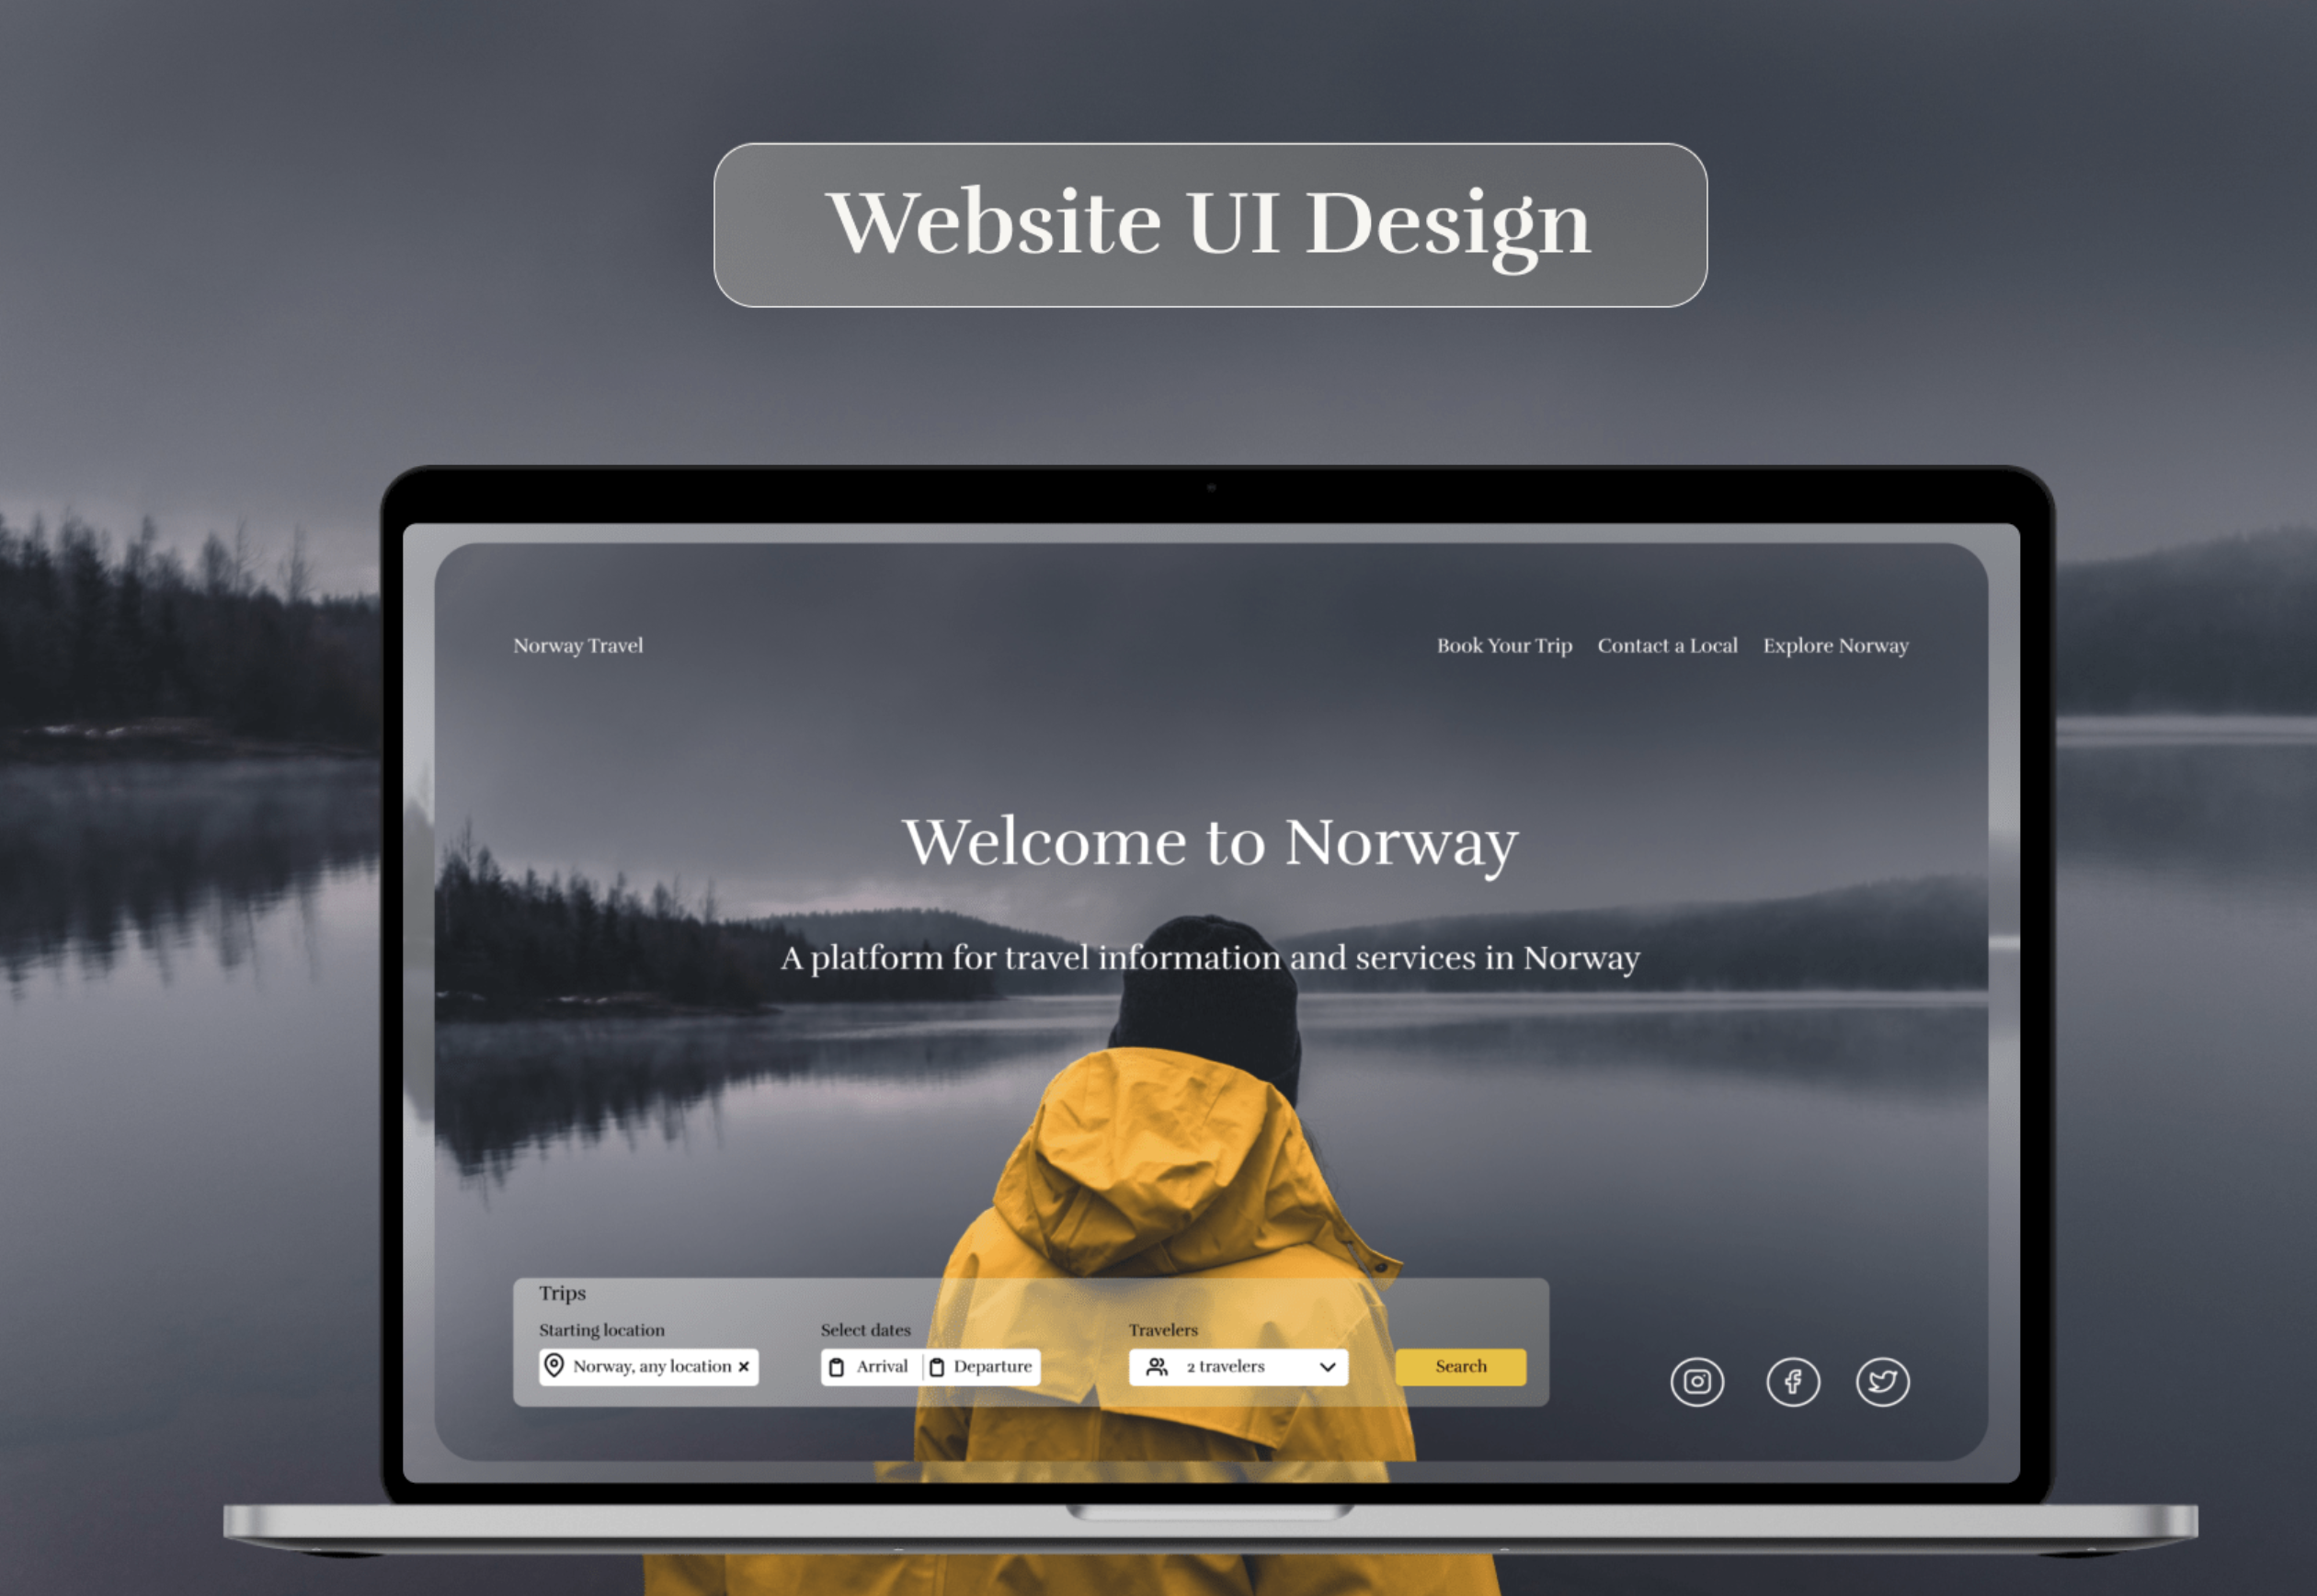 Website UI Design
Norway Travel
Book Your Trip Contact a Local Explore Norway
Welcome to Norway
A platform for travel information and services in Norway
Trips
Starting location Select dates Travelers
Norway, any location Arrival Departure 2 travelers Search